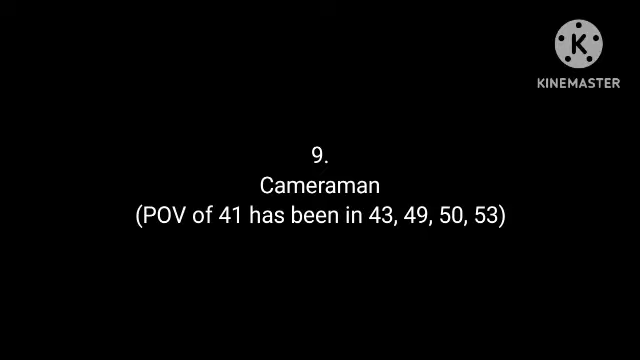 KINEMASTER
9.
Cameraman
(POV of 41 has been in 43, 49, 50, 53)